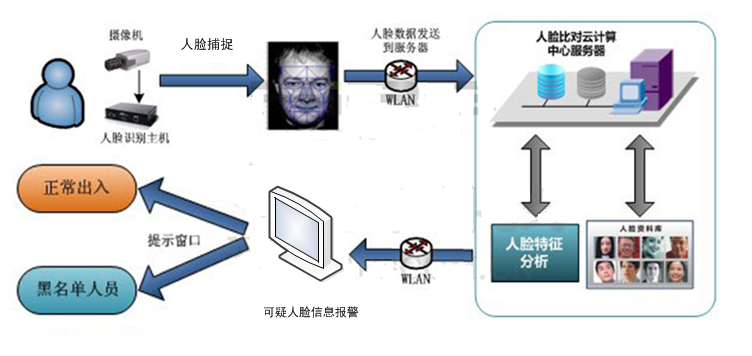 摄像机
人脸识别主机
人脸捕捉
人脸数据发送
到服务器
WLAN
人脸比对云计算
中心服务器
人脸特征
分析
人脸资料库
WLAN
可疑人脸信息报警
提示窗口
正常出入
黑名单人员